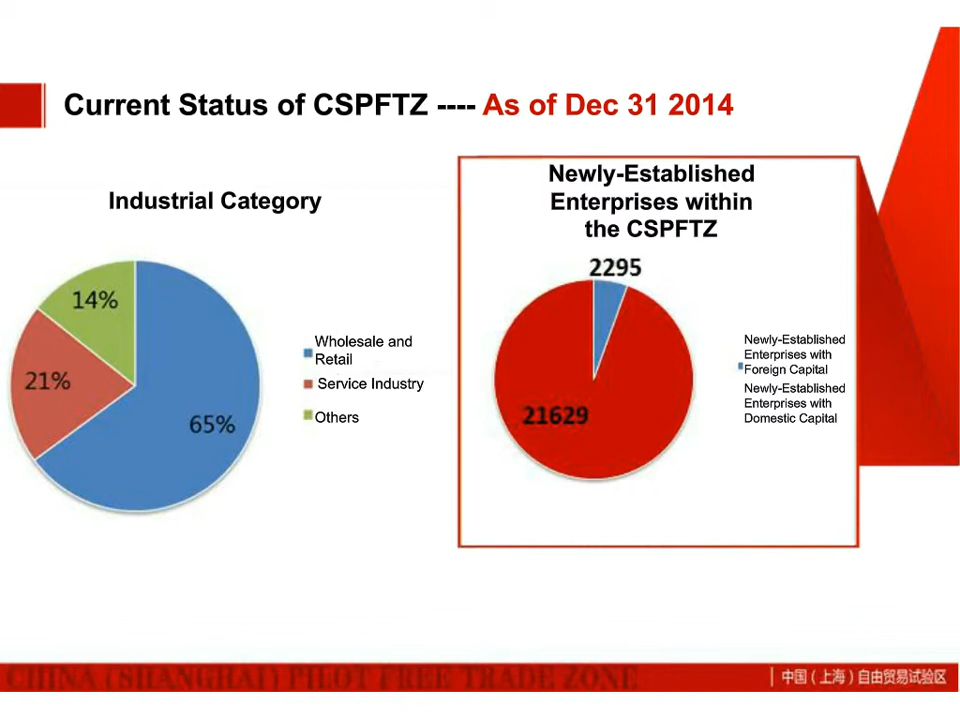 Current Status of CSPFTZ ---- As of Dec 31 2014
Industrial Category
14%
21%
65%
Wholesale and
Retail
Service Industry
Others
Newly-Established
Enterprises within
the CSPFTZ
2295
21629
Newly-Established
Enterprises with
Foreign Capital
Newly-Established
Enterprises with
Domestic Capital
CHINA (SHANGHAI) PILOT FREE TRADE ZONE
中国(上海)自由贸易试验区